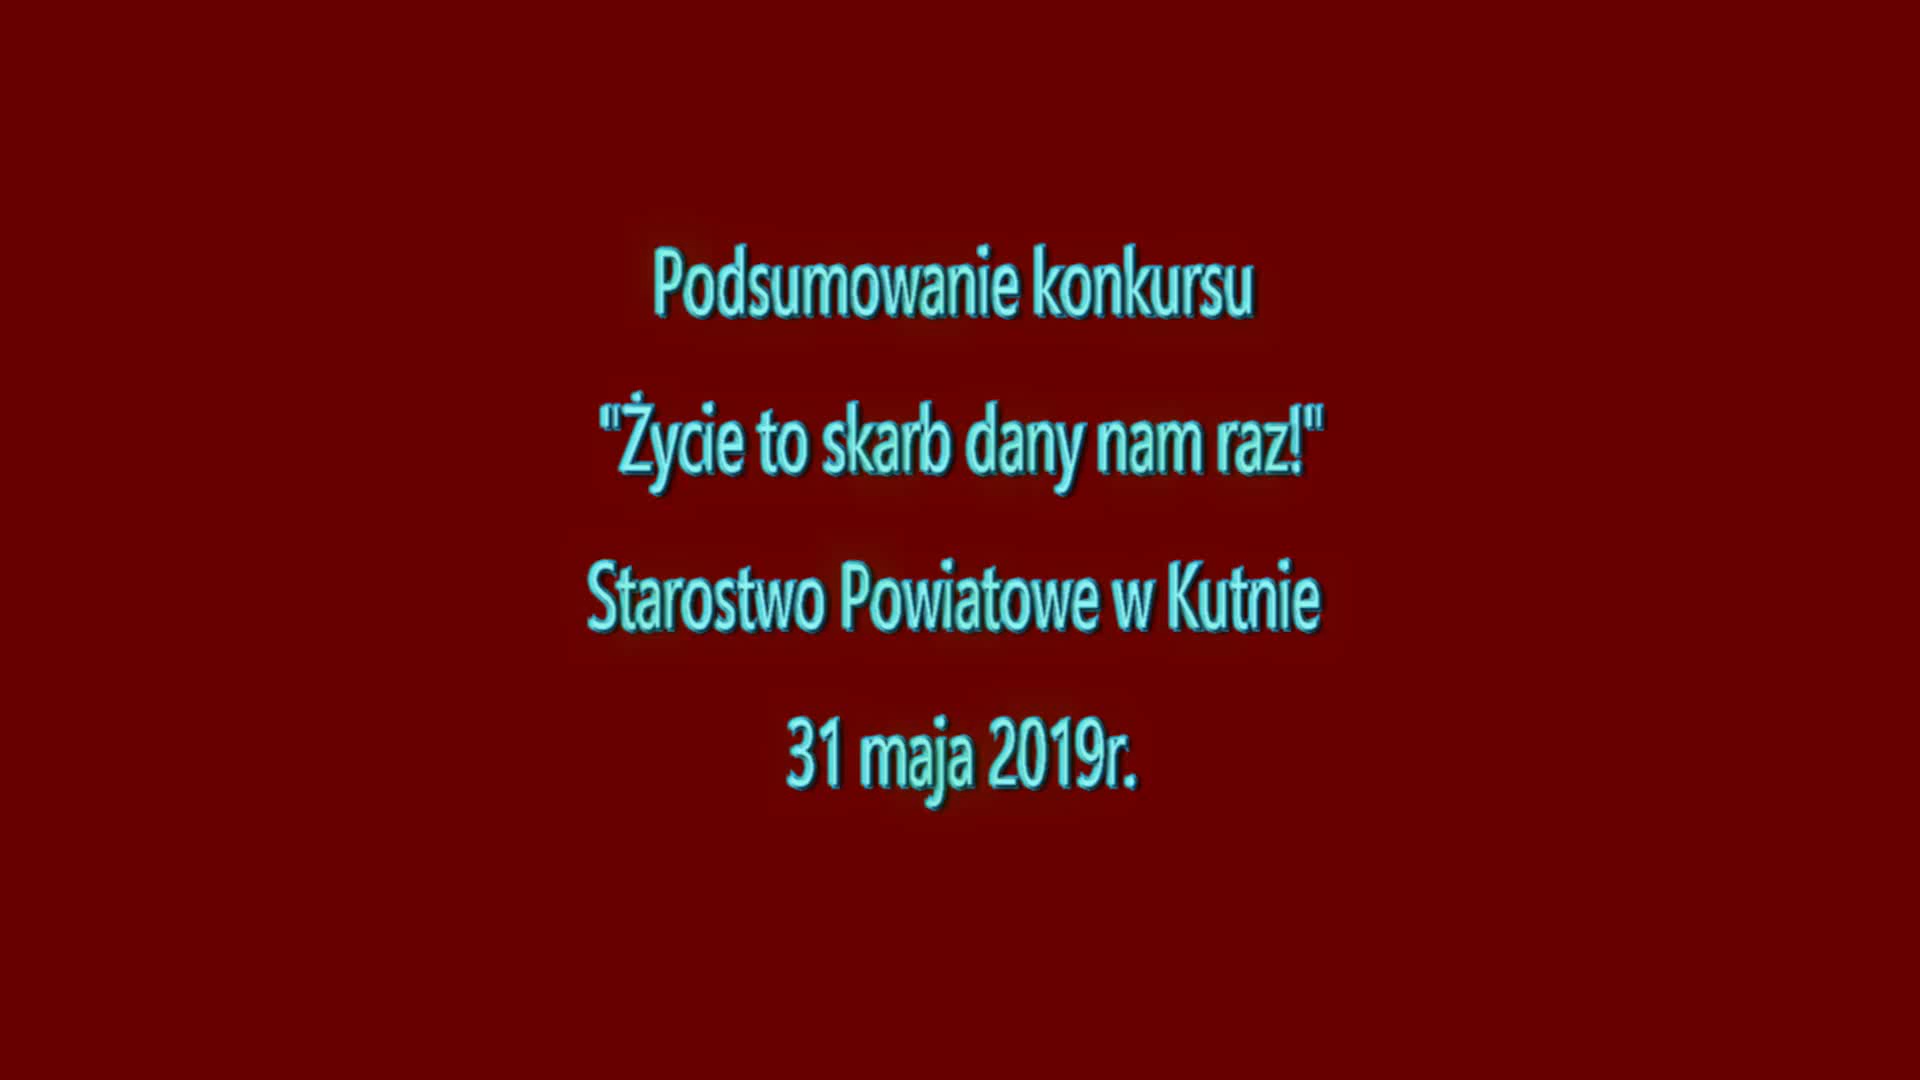 Podsumowanie konkursu
"Życie to skarb dany nam raz!"
Starostwo Powiatowe w Kutnie
31 maja 2019r.